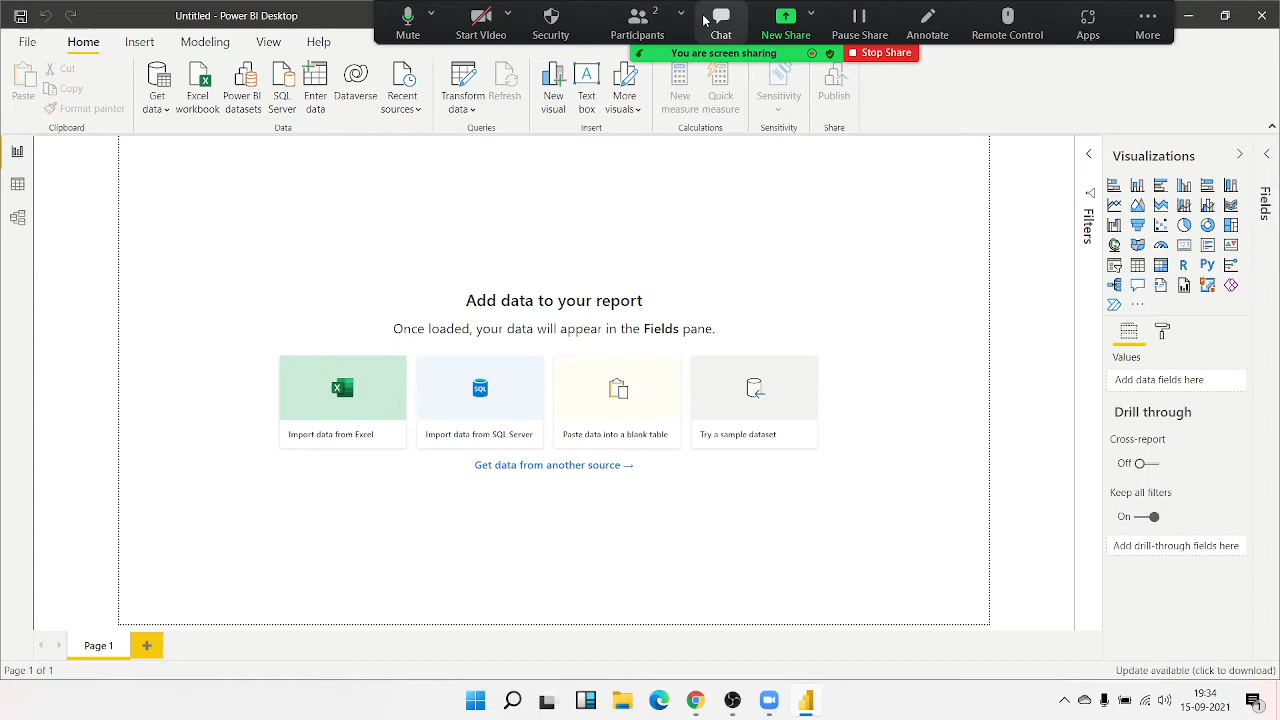 Untitled - Power BI Desktop
Mute
Start Video
Security
2
Participants
Chat
New Share
Pause Share
Annotate
Remote Control
Apps
More
You are screen sharing
Stop Share
File
Home
Insert
Modeling
View
Help
Paste
Cut
Copy
Format painter
Clipboard
Get data
Excel workbook
Power BI datasets
SQL Server
Enter data
Dataverse
Recent sources
Data
Transform data
Refresh
Queries
New visual
Text box
More visuals
Insert
New measure
Quick measure
Calculations
Sensitivity
Sensitivity
Publish
Share
Add data to your report
Once loaded, your data will appear in the Fields pane.
Import data from Excel
SQL
Import data from SQL Server
Paste data into a blank table
Try a sample dataset
Get data from another source →
Filters
Visualizations
R
Py
Values
Add data fields here
Drill through
Cross-report
Off
Keep all filters
On
Add drill-through fields here
Fields
Page 1
Page 1 of 1
Update available (click to download)
19:34
15-09-2021
1